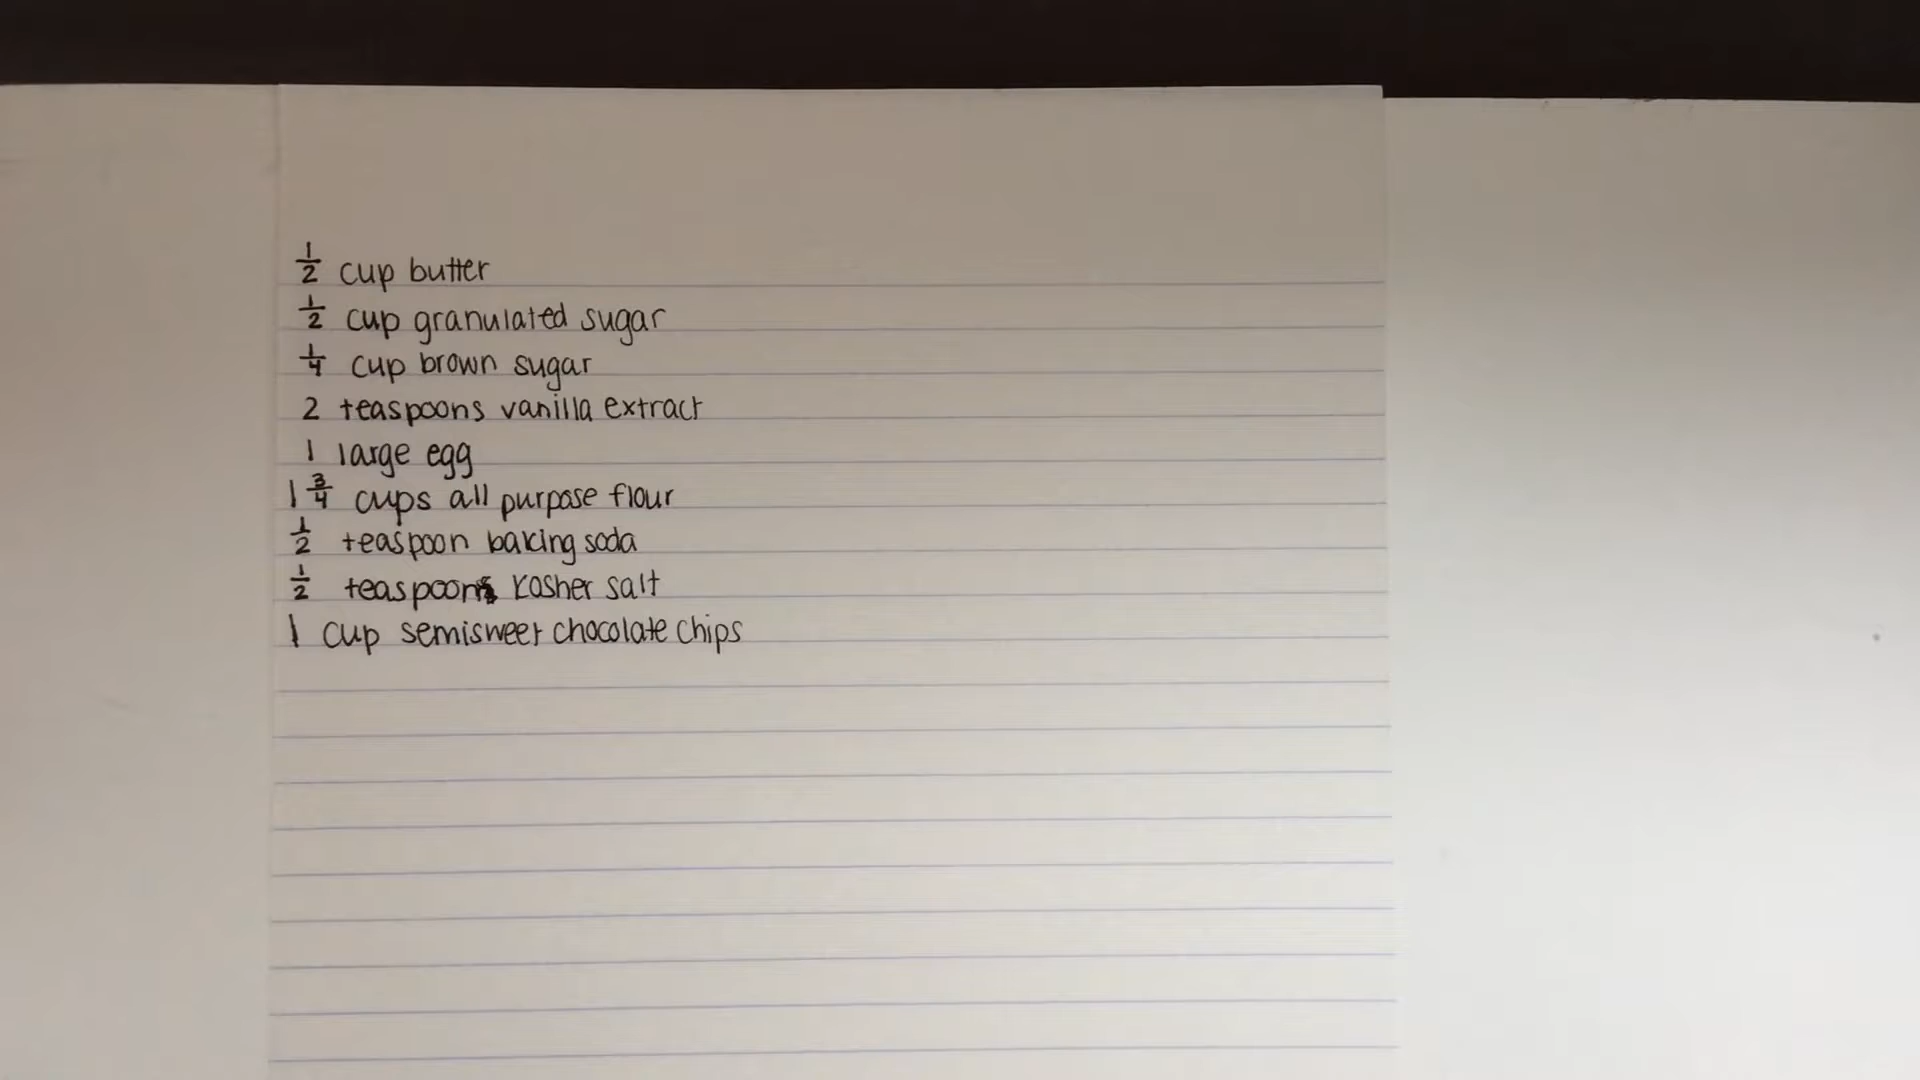 1/2 cup butter
1/2 cup granulated sugar
1/4 cup brown sugar
2 teaspoons vanilla extract
1 large egg
1 3/4 cups all purpose flour
1/2 teaspoon baking soda
1/2 teaspoon kosher salt
1 cup semisweet chocolate chips